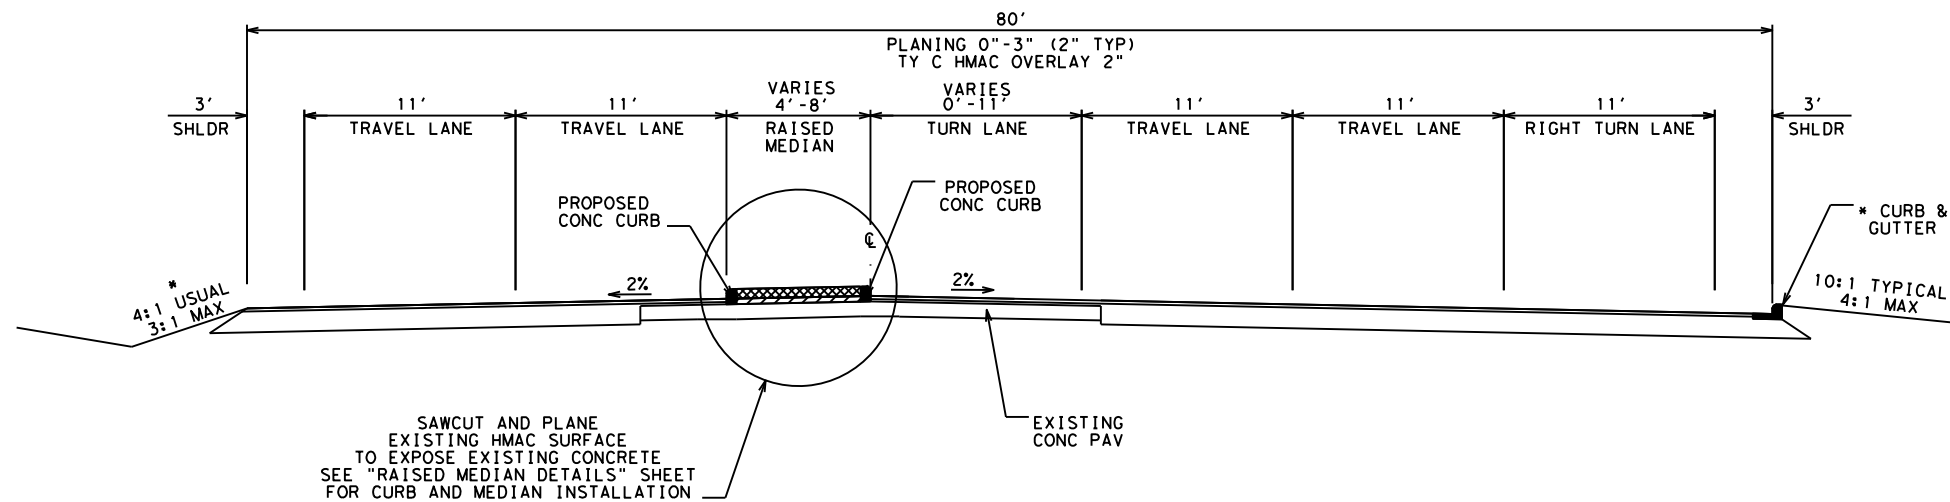 80'
PLANING 0"-3" (2" TYP)
TY C HMAC OVERLAY 2"
3'
SHLDR
11'
TRAVEL LANE
11'
TRAVEL LANE
VARIES
4'-8'
RAISED
MEDIAN
VARIES
0'-11'
TURN LANE
11'
TRAVEL LANE
11'
TRAVEL LANE
11'
RIGHT TURN LANE
3'
SHLDR
PROPOSED
CONC CURB
PROPOSED
CONC CURB
℄
* CURB &
GUTTER
*
4:1 USUAL
3:1 MAX
2%
2%
10:1 TYPICAL
4:1 MAX
SAWCUT AND PLANE
EXISTING HMAC SURFACE
TO EXPOSE EXISTING CONCRETE
SEE "RAISED MEDIAN DETAILS" SHEET
FOR CURB AND MEDIAN INSTALLATION
EXISTING
CONC PAV